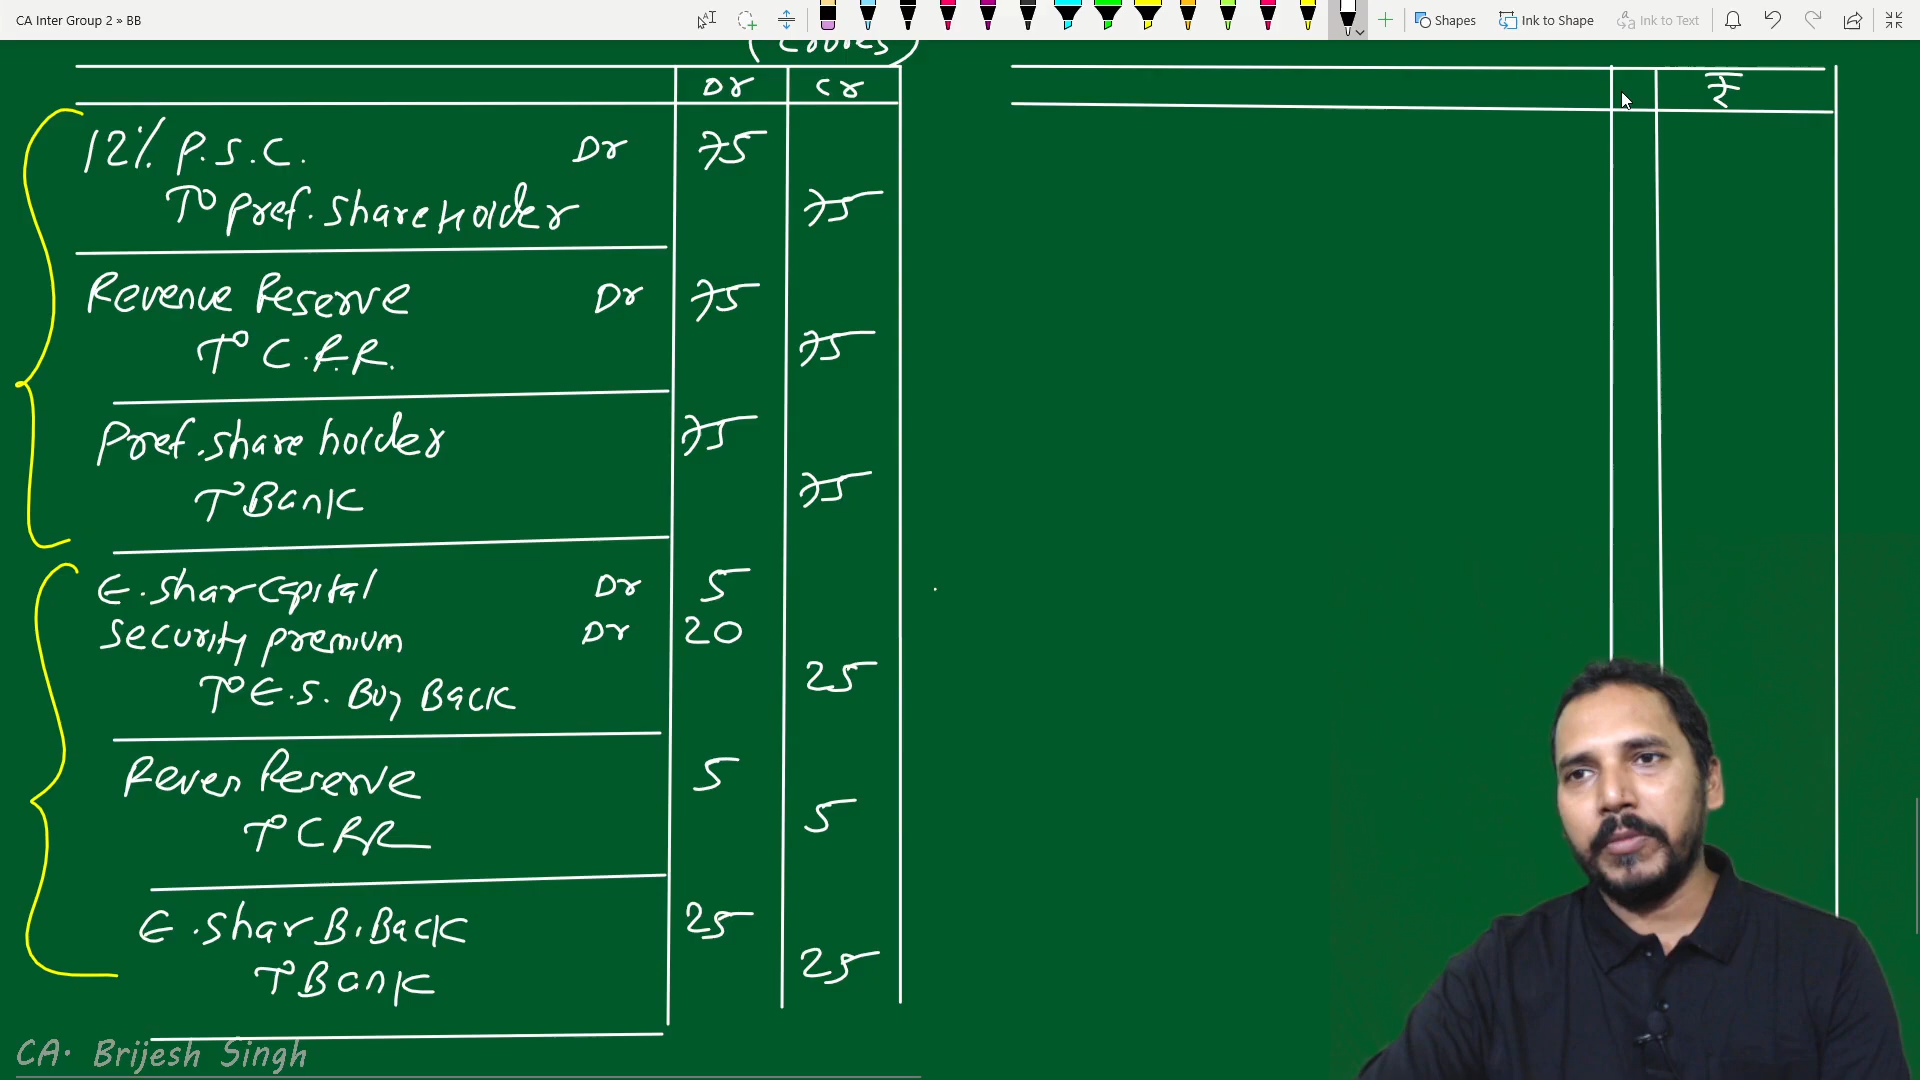 CA Inter Group 2 » BB
Shapes
Ink to Shape
Ink to Text
Dr Cr
₹
12% P.S.C. Dr 75
To Pref. ShareHolder 75
Revenue Reserve Dr 75
To C.R.R. 75
Pref. share holder 75
To Bank 75
E. Shar Capital Dr 5
Security premium Dr 20
To E.S. Buy Back 25
Reven Reserve 5
To CRR 5
E. Shar B. Back 25
To Bank 25
CA. Brijesh Singh